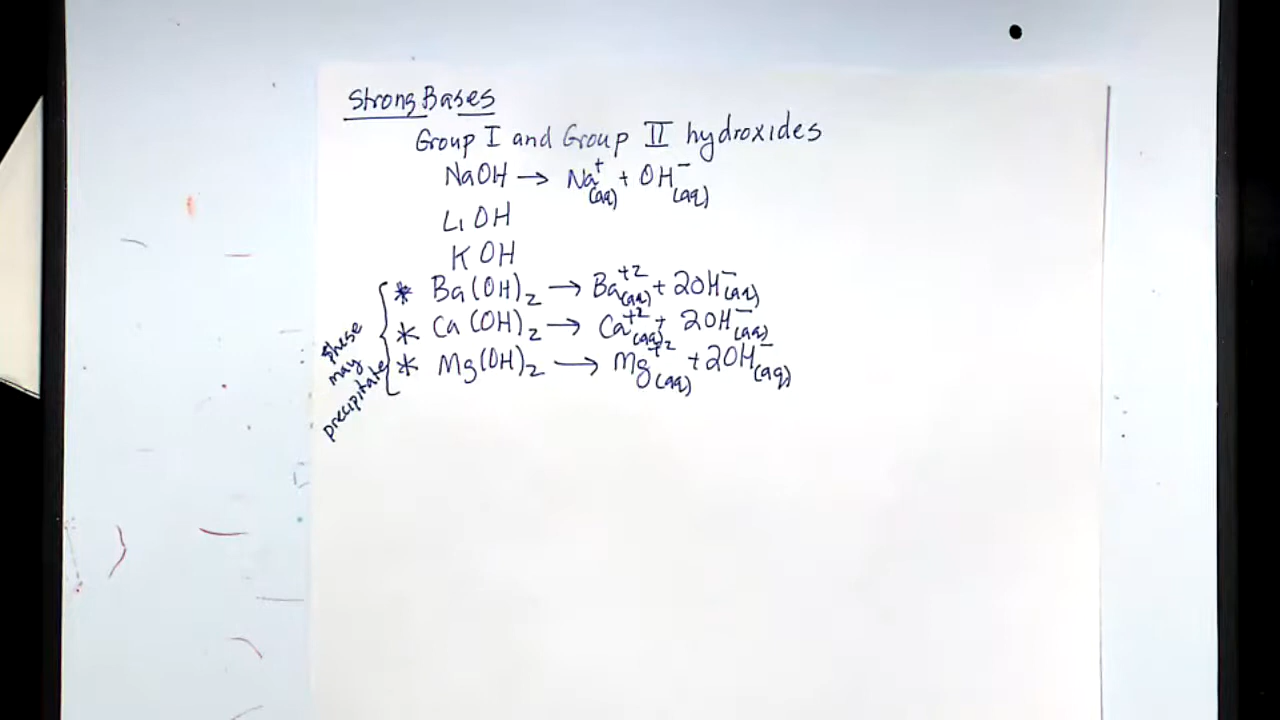 Strong Bases
Group I and Group II hydroxides
NaOH → Na⁺(aq) + OH⁻(aq)
LiOH
KOH
* Ba(OH)₂ → Ba⁺²(aq) + 2OH⁻(aq)
* Ca(OH)₂ → Ca⁺²(aq) + 2OH⁻(aq)
* Mg(OH)₂ → Mg⁺²(aq) + 2OH⁻(aq)
these
may
precipitate